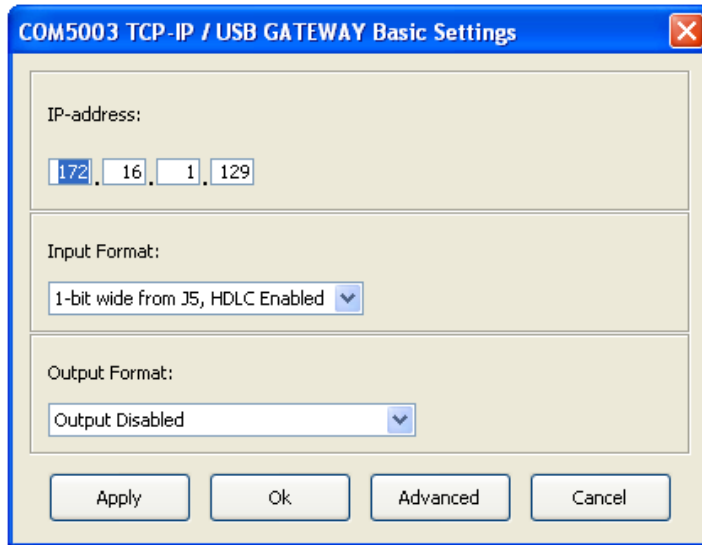 COM5003 TCP-IP / USB GATEWAY Basic Settings
IP-address:
172. 16. 1. 129
Input Format:
1-bit wide from J5, HDLC Enabled
Output Format:
Output Disabled
Apply Ok Advanced Cancel